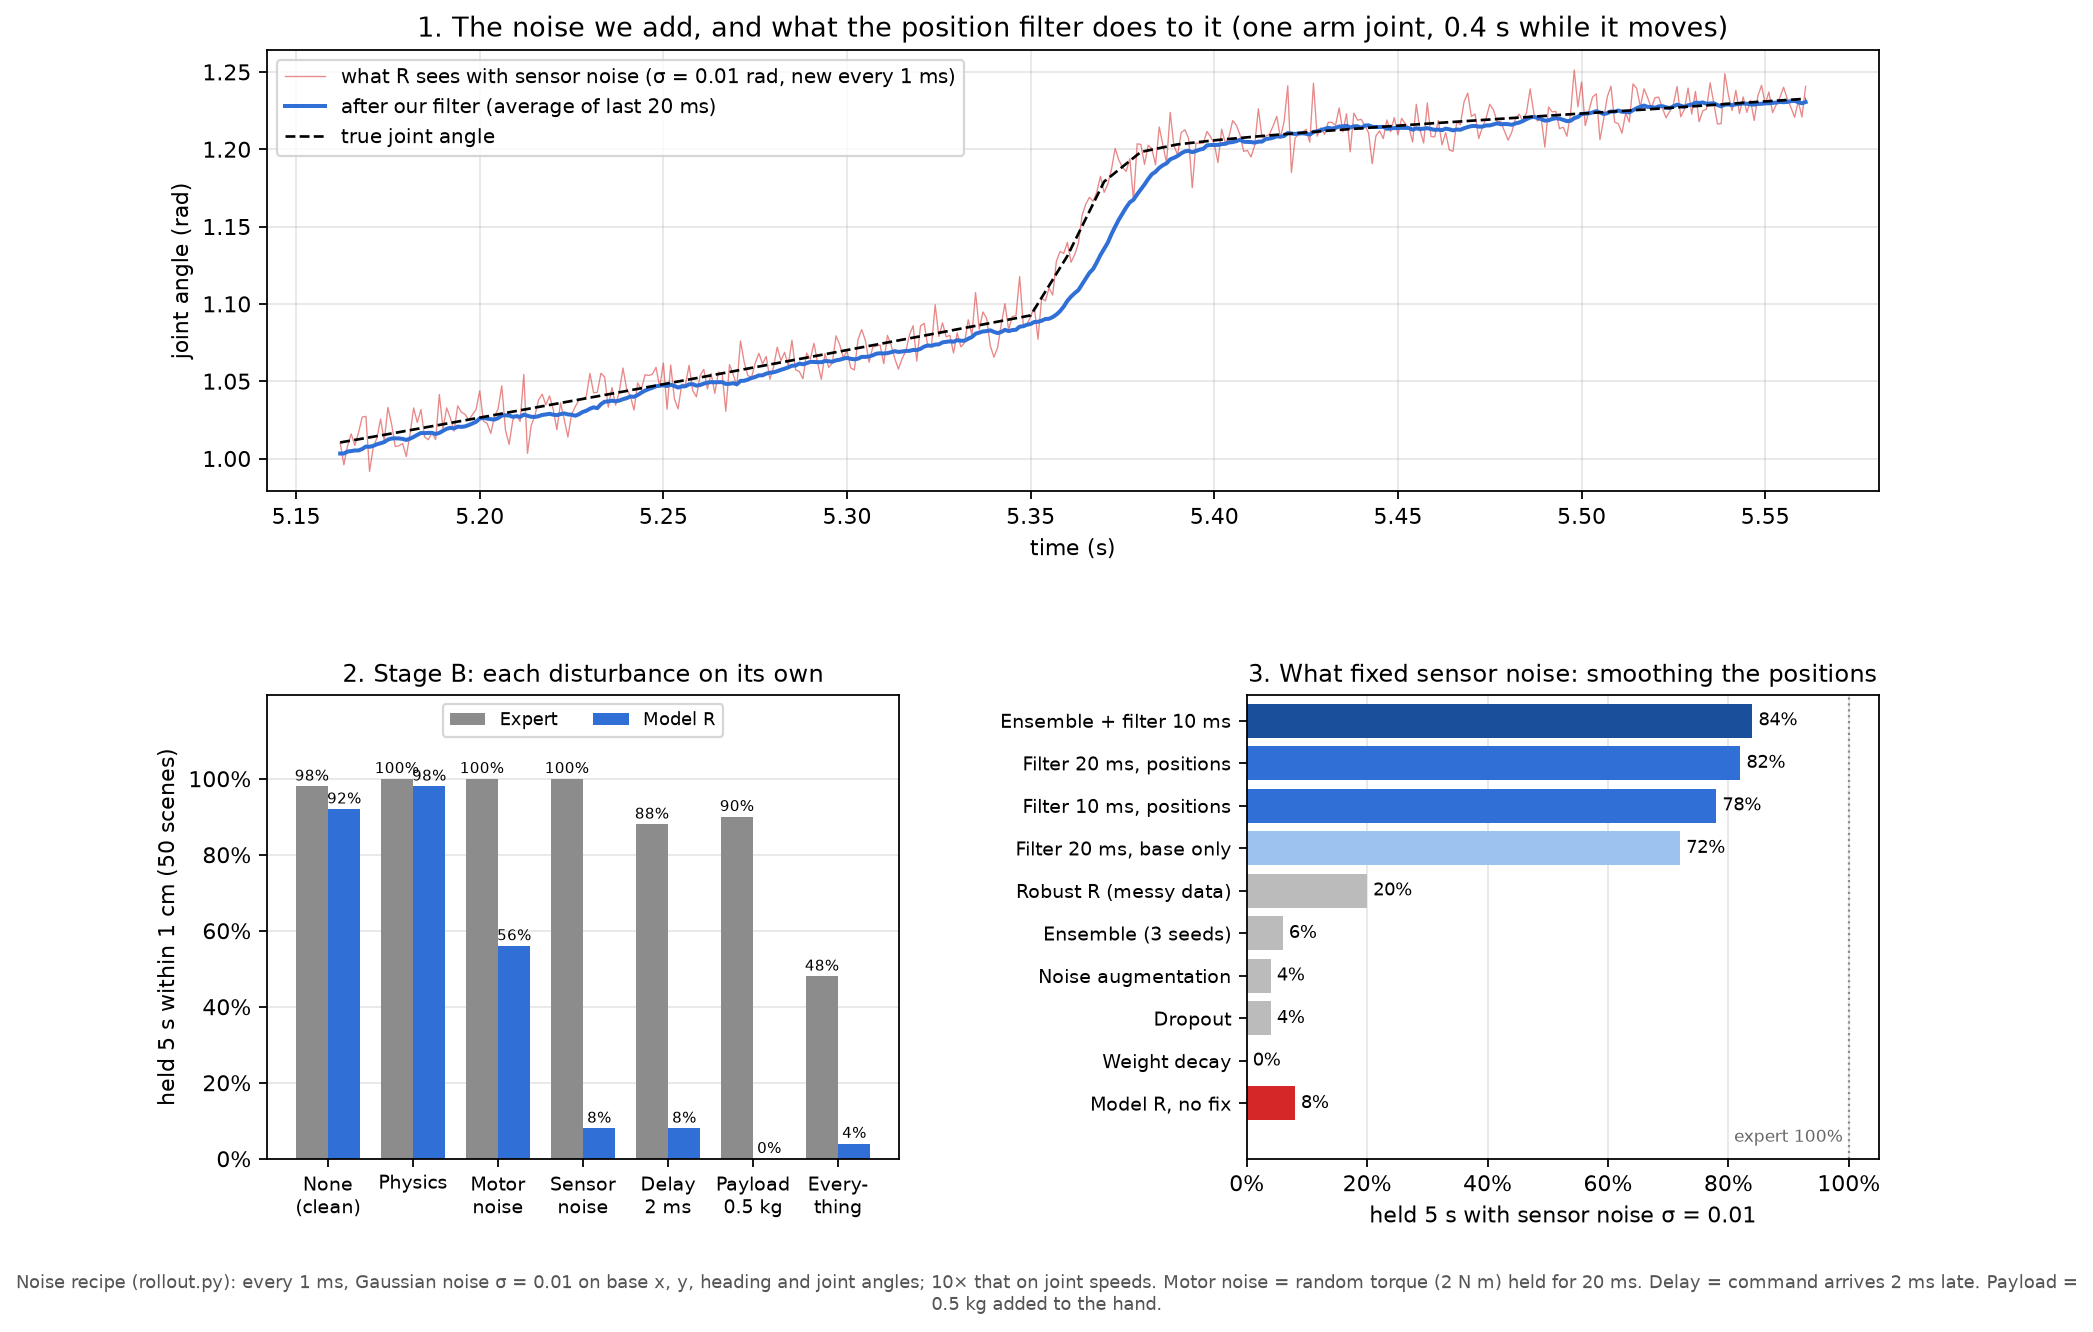 1. The noise we add, and what the position filter does to it (one arm joint, 0.4 s while it moves)
what R sees with sensor noise (σ = 0.01 rad, new every 1 ms)
after our filter (average of last 20 ms)
true joint angle
joint angle (rad)
1.25
1.20
1.15
1.10
1.05
1.00
5.15 5.20 5.25 5.30 5.35 5.40 5.45 5.50 5.55
time (s)
2. Stage B: each disturbance on its own
Expert Model R
held 5 s within 1 cm (50 scenes)
100%
80%
60%
40%
20%
0%
98% 92% 100% 98% 100% 56% 100% 8% 88% 8% 90% 0% 48% 4%
None Physics Motor Sensor Delay Payload Every-
(clean) noise noise 2 ms 0.5 kg thing
3. What fixed sensor noise: smoothing the positions
Ensemble + filter 10 ms 84%
Filter 20 ms, positions 82%
Filter 10 ms, positions 78%
Filter 20 ms, base only 72%
Robust R (messy data) 20%
Ensemble (3 seeds) 6%
Noise augmentation 4%
Dropout 4%
Weight decay 0%
Model R, no fix 8%
expert 100%
0% 20% 40% 60% 80% 100%
held 5 s with sensor noise σ = 0.01
Noise recipe (rollout.py): every 1 ms, Gaussian noise σ = 0.01 on base x, y, heading and joint angles; 10× that on joint speeds. Motor noise = random torque (2 N m) held for 20 ms. Delay = command arrives 2 ms late. Payload =
0.5 kg added to the hand.